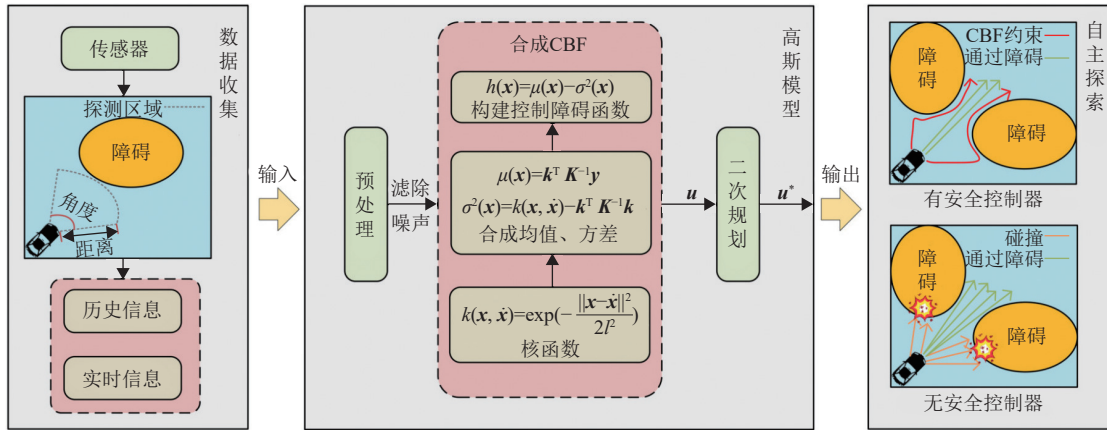 数据收集
传感器
探测区域
障碍
角度
距离
历史信息
实时信息
输入
高斯模型
预处理
滤除
噪声
合成CBF
h(x)=μ(x)−σ²(x)
构建控制障碍函数
μ(x)=kᵀ K⁻¹y
σ²(x)=k(x, ẋ)−kᵀ K⁻¹k
合成均值、方差
k(x, ẋ)=exp(−||x−ẋ||²/2l²)
核函数
u
二次规划
u*
输出
自主探索
CBF约束
通过障碍
障碍
障碍
有安全控制器
碰撞
通过障碍
障碍
障碍
无安全控制器